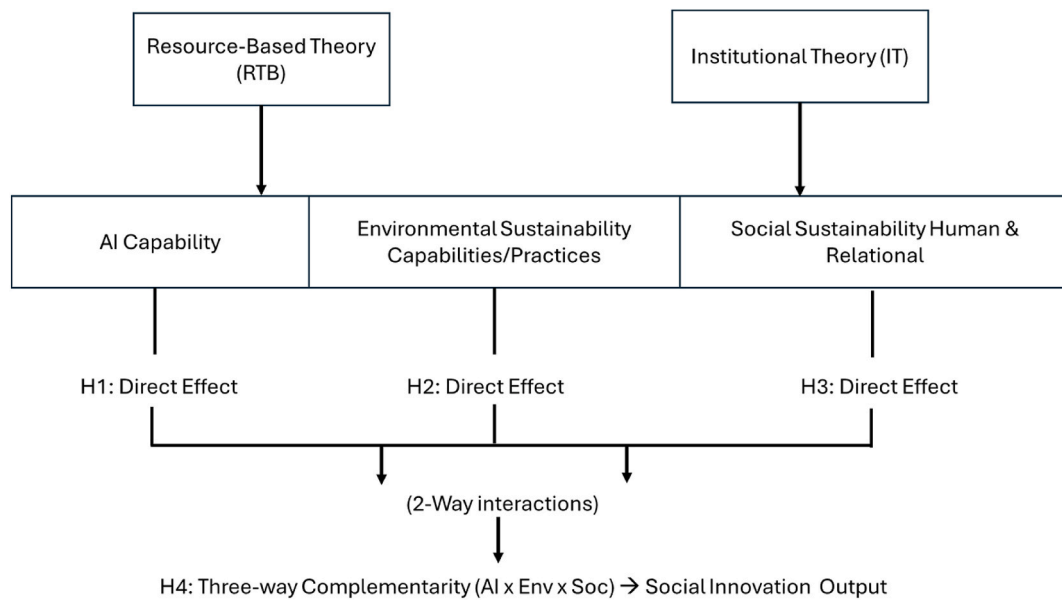 Resource-Based Theory
(RTB)
Institutional Theory (IT)
AI Capability
Environmental Sustainability
Capabilities/Practices
Social Sustainability Human &
Relational
H1: Direct Effect
H2: Direct Effect
H3: Direct Effect
(2-Way interactions)
H4: Three-way Complementarity (AI x Env x Soc) → Social Innovation Output